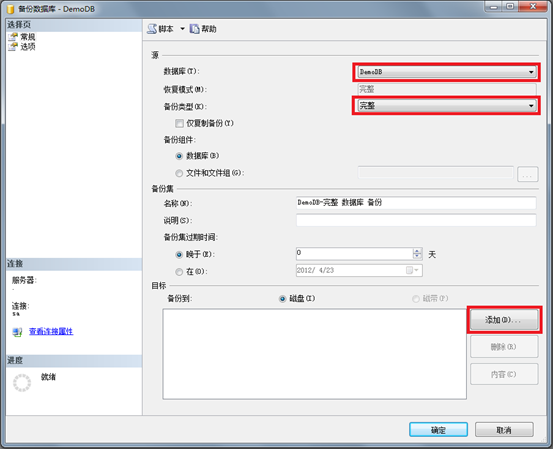 备份数据库 - DemoDB
选择页
常规
选项
脚本
帮助
源
数据库(T):
DemoDB
恢复模式(M):
完整
备份类型(K):
完整
仅复制备份(Y)
备份组件:
数据库(B)
文件和文件组(G):
...
备份集
名称(N):
DemoDB-完整 数据库 备份
说明(S):
备份集过期时间:
晚于(E):
0
天
在(O):
2012/ 4/23
目标
备份到:
磁盘(I)
磁带(P)
添加(D)...
删除(R)
内容(C)
连接
服务器:
.
连接:
sa
查看连接属性
进度
就绪
确定
取消